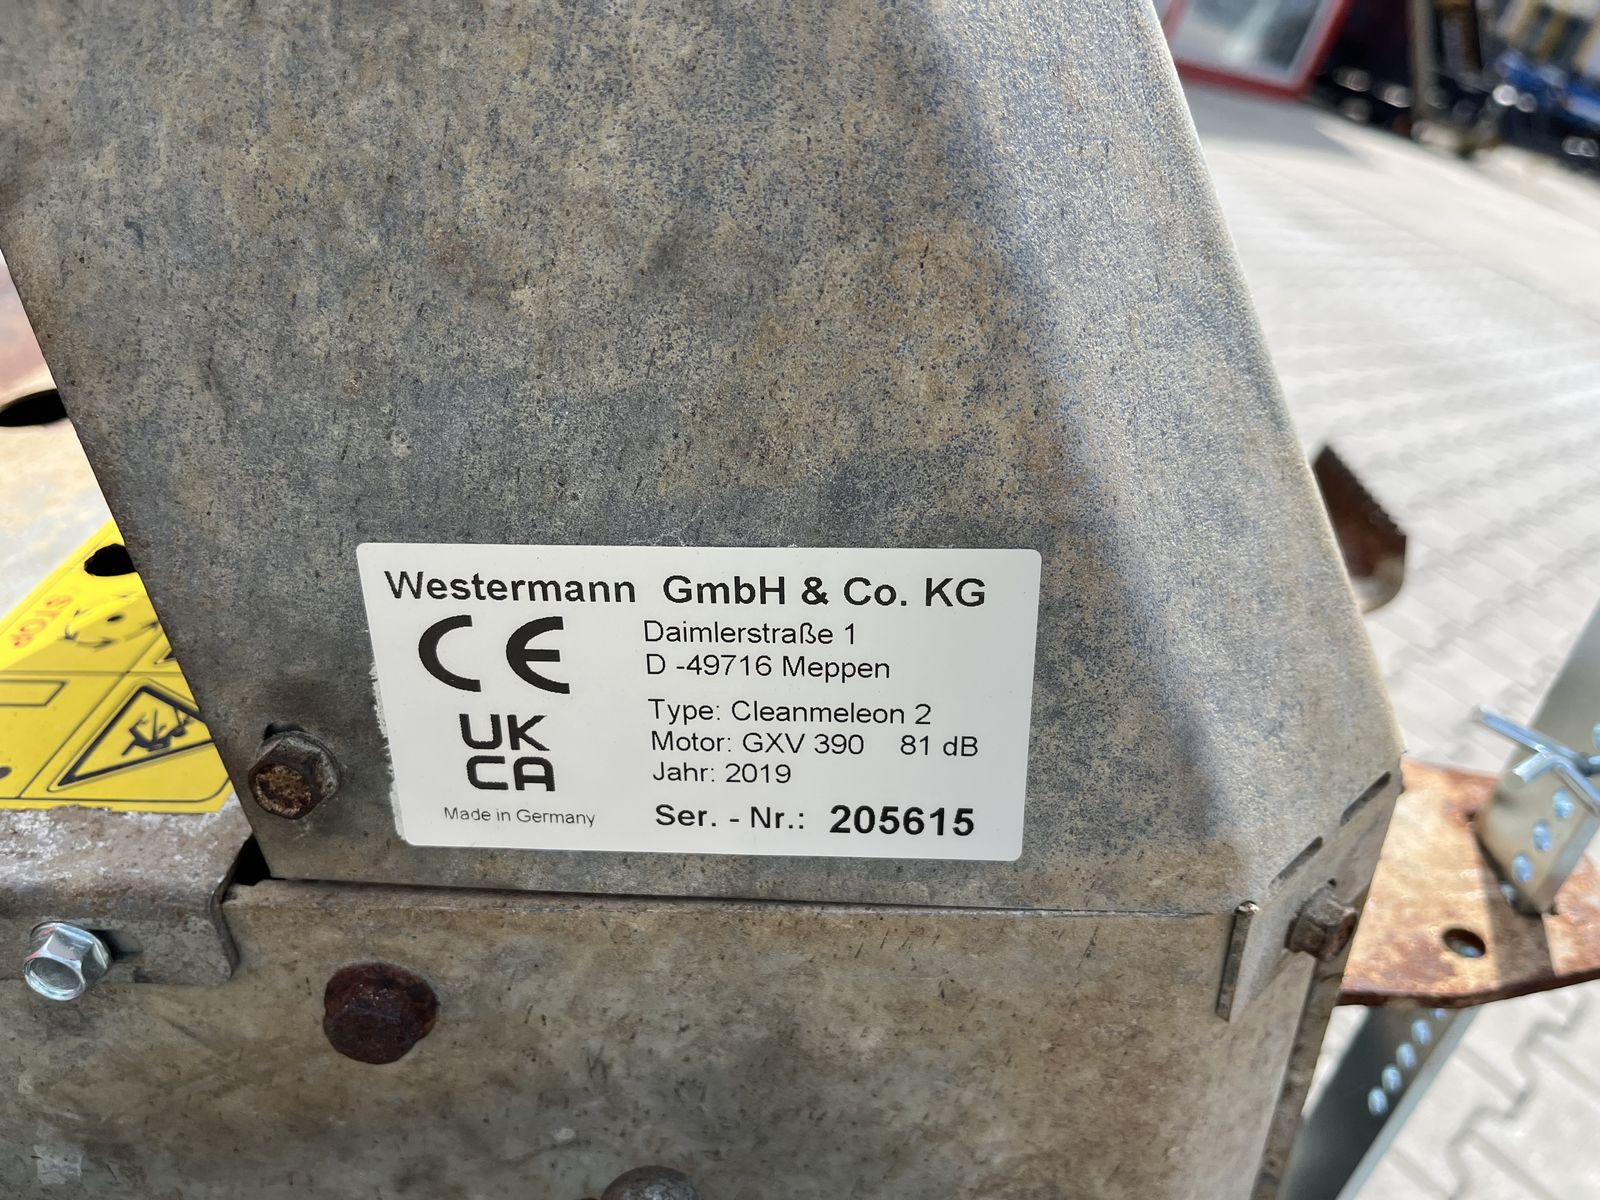 Westermann GmbH & Co. KG
CE
Daimlerstraße 1
D -49716 Meppen
UK
CA
Type: Cleanmeleon 2
Motor: GXV 390 81 dB
Jahr: 2019
Made in Germany
Ser. - Nr.: 205615
STOP